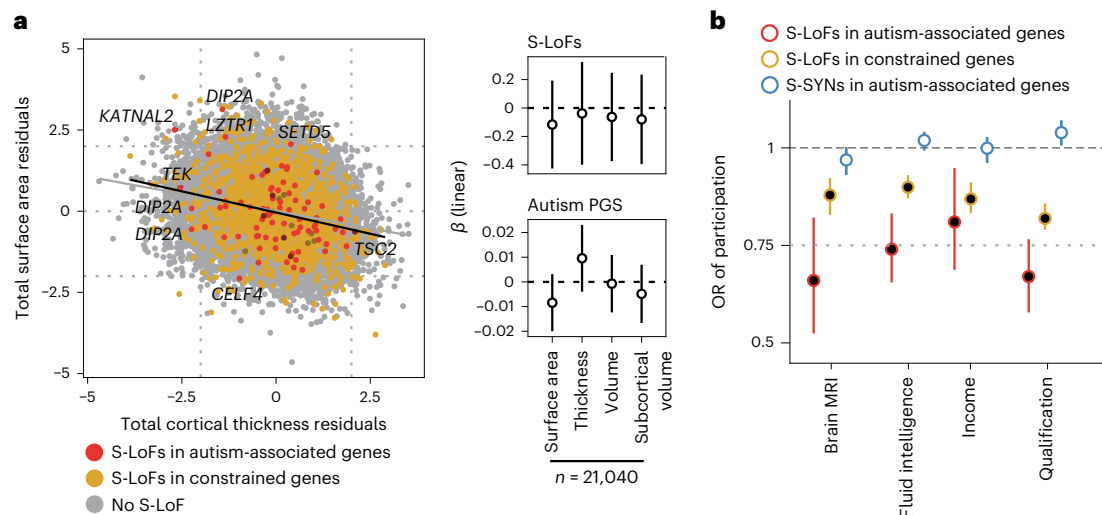 a
5
2.5
0
−2.5
−5
Total surface area residuals
−5
−2.5
0
2.5
Total cortical thickness residuals
DIP2A
KATNAL2
LZTR1
SETD5
TEK
DIP2A
DIP2A
TSC2
CELF4
S-LoFs in autism-associated genes
S-LoFs in constrained genes
No S-LoF
S-LoFs
0.2
0
−0.2
−0.4
β (linear)
Autism PGS
0.02
0.01
0
−0.01
−0.02
Surface area
Thickness
Volume
Subcortical
volume
n = 21,040
b
S-LoFs in autism-associated genes
S-LoFs in constrained genes
S-SYNs in autism-associated genes
OR of participation
1
0.75
0.5
Brain MRI
Fluid intelligence
Income
Qualification